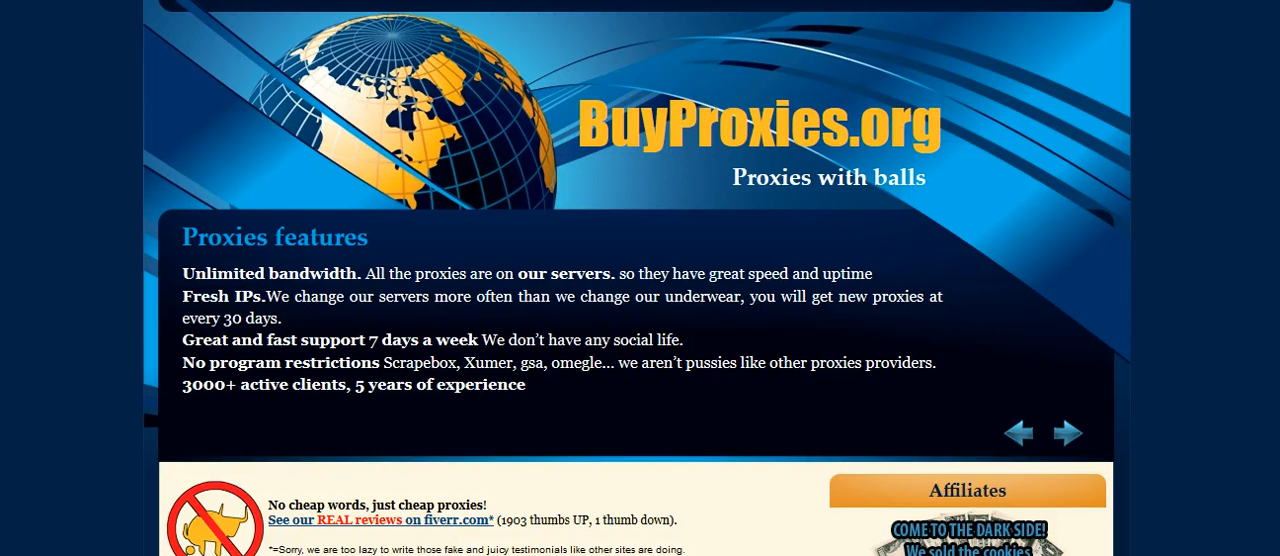 BuyProxies.org
Proxies with balls
Proxies features
Unlimited bandwidth. All the proxies are on our servers. so they have great speed and uptime
Fresh IPs.We change our servers more often than we change our underwear, you will get new proxies at
every 30 days.
Great and fast support 7 days a week We don't have any social life.
No program restrictions Scrapebox, Xumer, gsa, omegle... we aren't pussies like other proxies providers.
3000+ active clients, 5 years of experience
No cheap words, just cheap proxies!
See our REAL reviews on fiverr.com* (1903 thumbs UP, 1 thumb down).
*=Sorry, we are too lazy to write those fake and juicy testimonials like other sites are doing.
Affiliates
COME TO THE DARK SIDE!
We sold the cookies